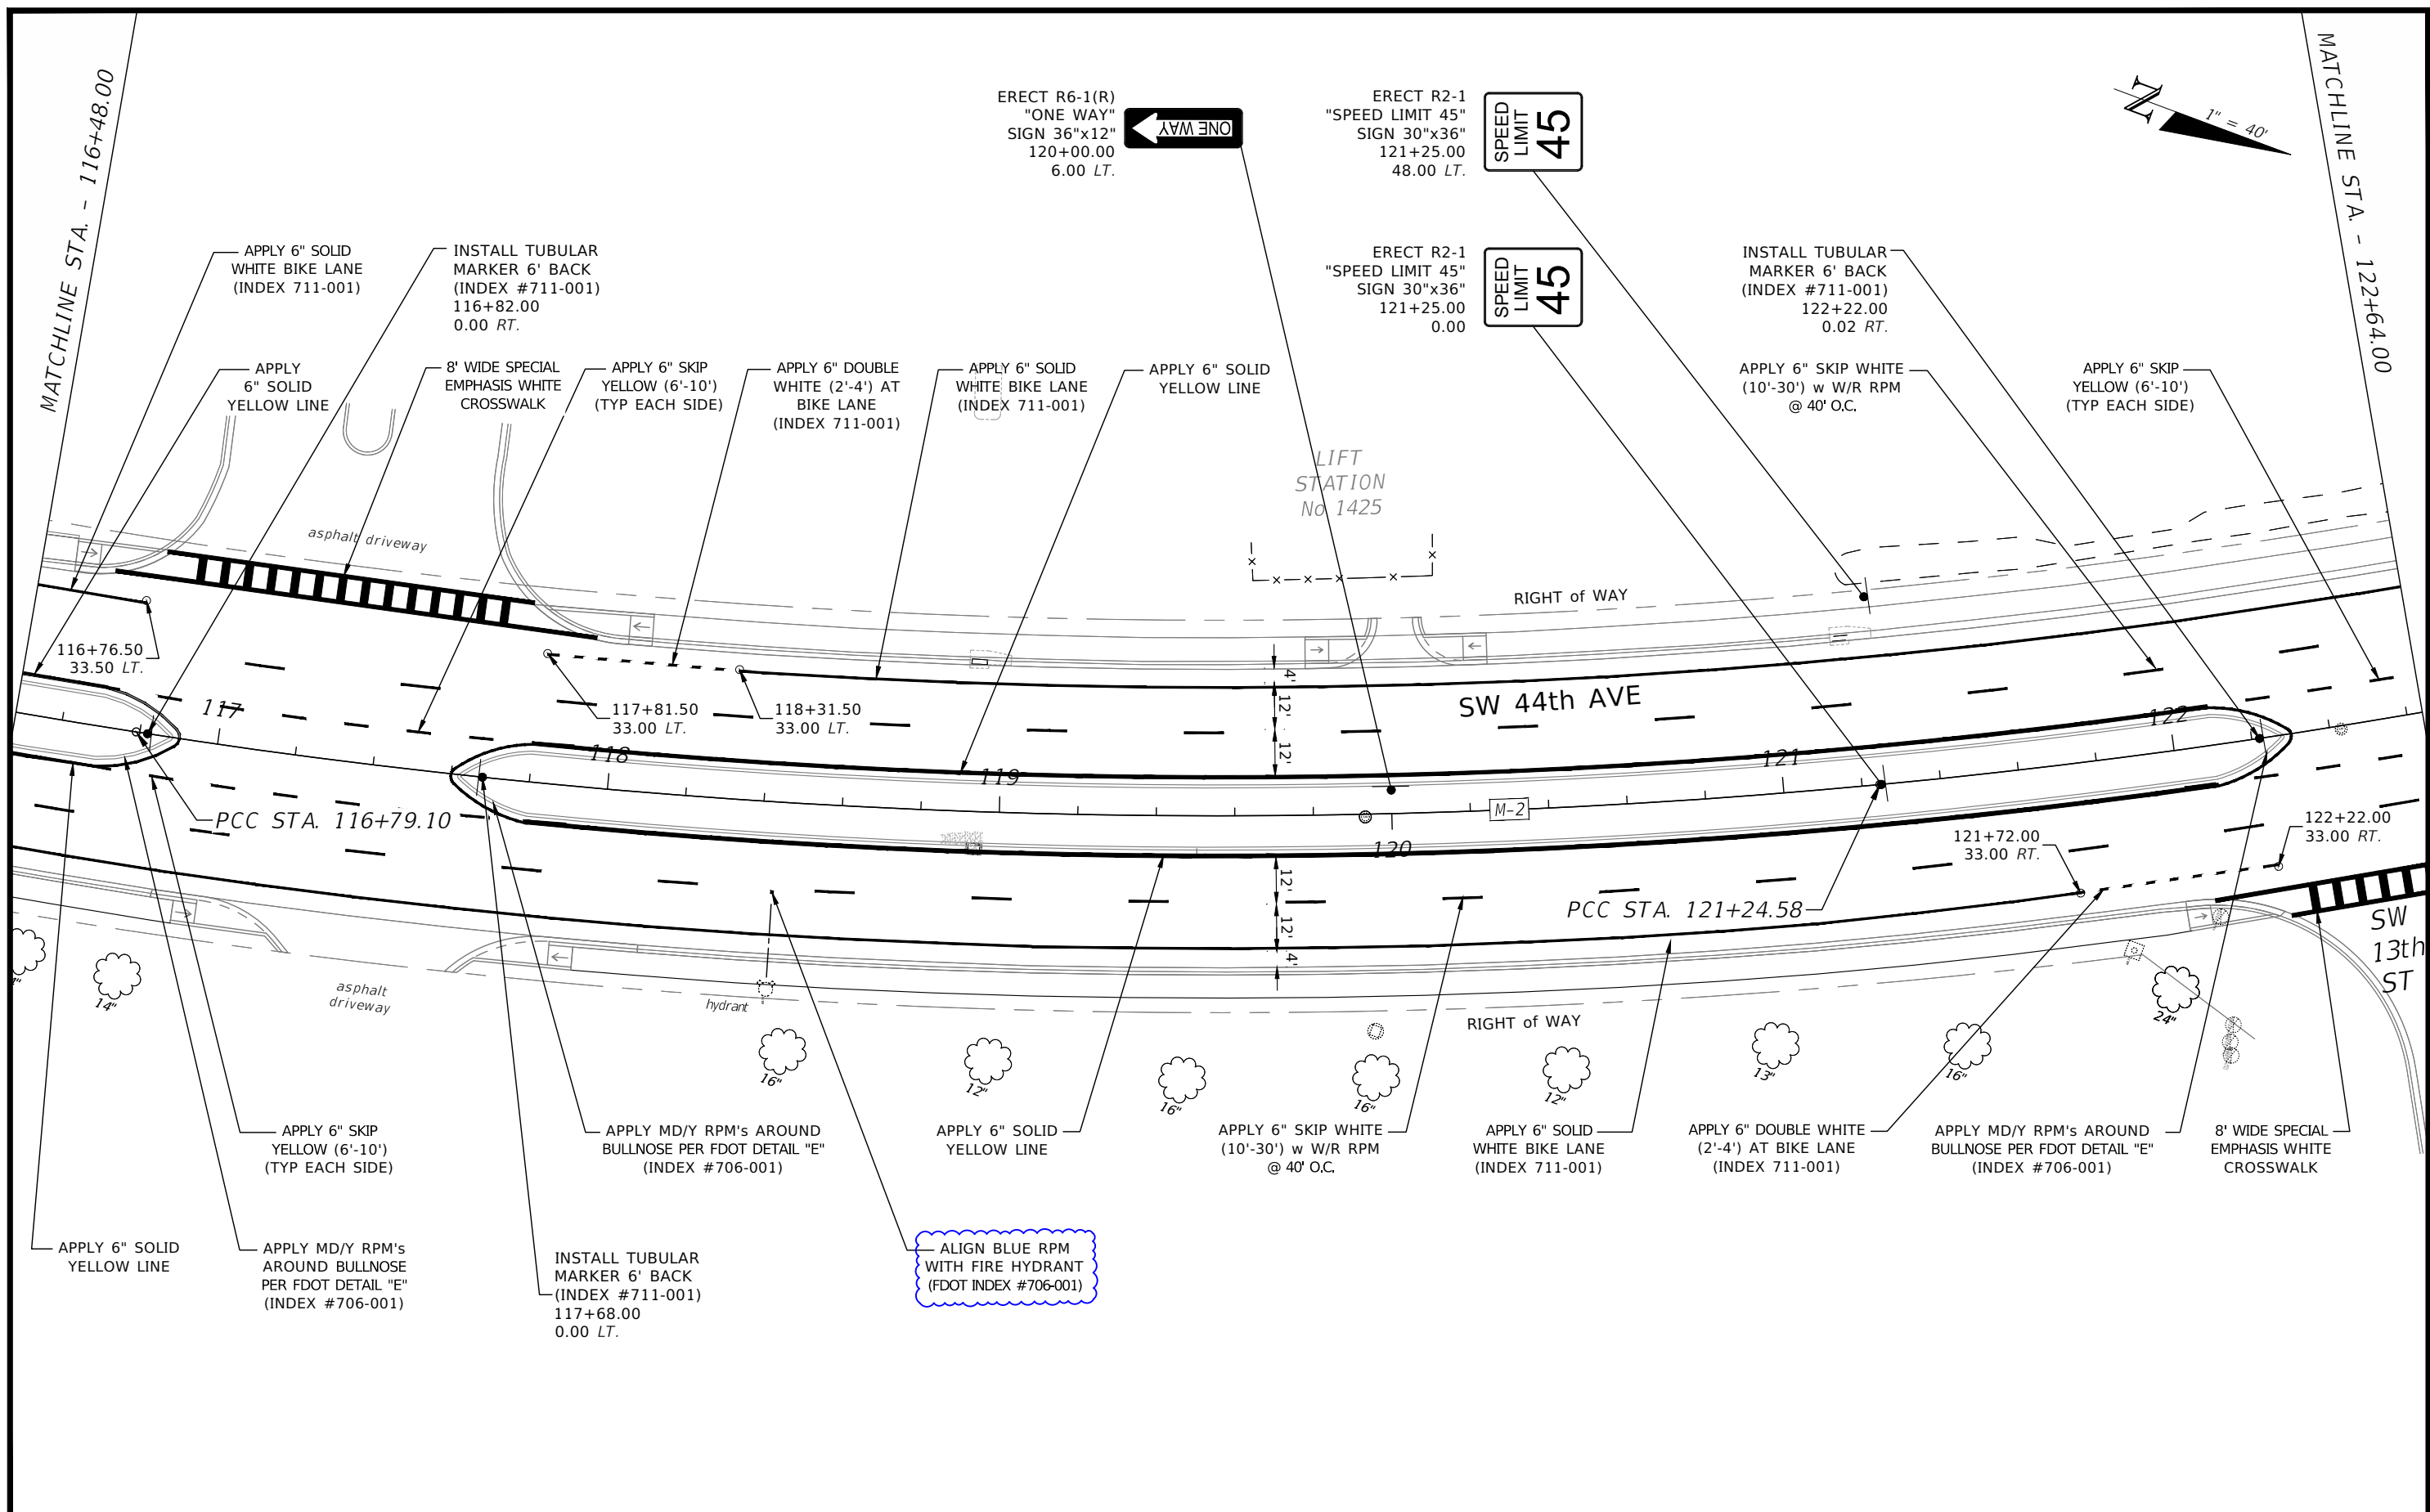 MATCHLINE STA. - 116+48.00
ERECT R6-1(R)
"ONE WAY"
SIGN 36"x12"
120+00.00
6.00 LT.
ONE WAY
ERECT R2-1
"SPEED LIMIT 45"
SIGN 30"x36"
121+25.00
48.00 LT.
SPEED
LIMIT
45
N
1" = 40'
MATCHLINE STA. - 122+64.00
APPLY 6" SOLID
WHITE BIKE LANE
(INDEX 711-001)
INSTALL TUBULAR
MARKER 6' BACK
(INDEX #711-001)
116+82.00
0.00 RT.
ERECT R2-1
"SPEED LIMIT 45"
SIGN 30"x36"
121+25.00
0.00
SPEED
LIMIT
45
INSTALL TUBULAR
MARKER 6' BACK
(INDEX #711-001)
122+22.00
0.02 RT.
APPLY
6" SOLID
YELLOW LINE
8' WIDE SPECIAL
EMPHASIS WHITE
CROSSWALK
APPLY 6" SKIP
YELLOW (6'-10')
(TYP EACH SIDE)
APPLY 6" DOUBLE
WHITE (2'-4') AT
BIKE LANE
(INDEX 711-001)
APPLY 6" SOLID
WHITE BIKE LANE
(INDEX 711-001)
APPLY 6" SOLID
YELLOW LINE
APPLY 6" SKIP WHITE
(10'-30') w W/R RPM
@ 40' O.C.
APPLY 6" SKIP
YELLOW (6'-10')
(TYP EACH SIDE)
LIFT
STATION
No 1425
asphalt driveway
RIGHT of WAY
116+76.50
33.50 LT.
117
117+81.50
33.00 LT.
118+31.50
33.00 LT.
4'
12'
12'
SW 44th AVE
118
119
120
121
122
M-2
PCC STA. 116+79.10
121+72.00
33.00 RT.
122+22.00
33.00 RT.
12'
12'
4'
PCC STA. 121+24.58
SW
13th
ST
14"
asphalt
driveway
hydrant
RIGHT of WAY
16"
12"
16"
16"
12"
13"
16"
24"
APPLY 6" SKIP
YELLOW (6'-10')
(TYP EACH SIDE)
APPLY MD/Y RPM's AROUND
BULLNOSE PER FDOT DETAIL "E"
(INDEX #706-001)
APPLY 6" SOLID
YELLOW LINE
APPLY 6" SKIP WHITE
(10'-30') w W/R RPM
@ 40' O.C.
APPLY 6" SOLID
WHITE BIKE LANE
(INDEX 711-001)
APPLY 6" DOUBLE WHITE
(2'-4') AT BIKE LANE
(INDEX 711-001)
APPLY MD/Y RPM's AROUND
BULLNOSE PER FDOT DETAIL "E"
(INDEX #706-001)
8' WIDE SPECIAL
EMPHASIS WHITE
CROSSWALK
APPLY 6" SOLID
YELLOW LINE
APPLY MD/Y RPM's
AROUND BULLNOSE
PER FDOT DETAIL "E"
(INDEX #706-001)
INSTALL TUBULAR
MARKER 6' BACK
(INDEX #711-001)
117+68.00
0.00 LT.
ALIGN BLUE RPM
WITH FIRE HYDRANT
(FDOT INDEX #706-001)